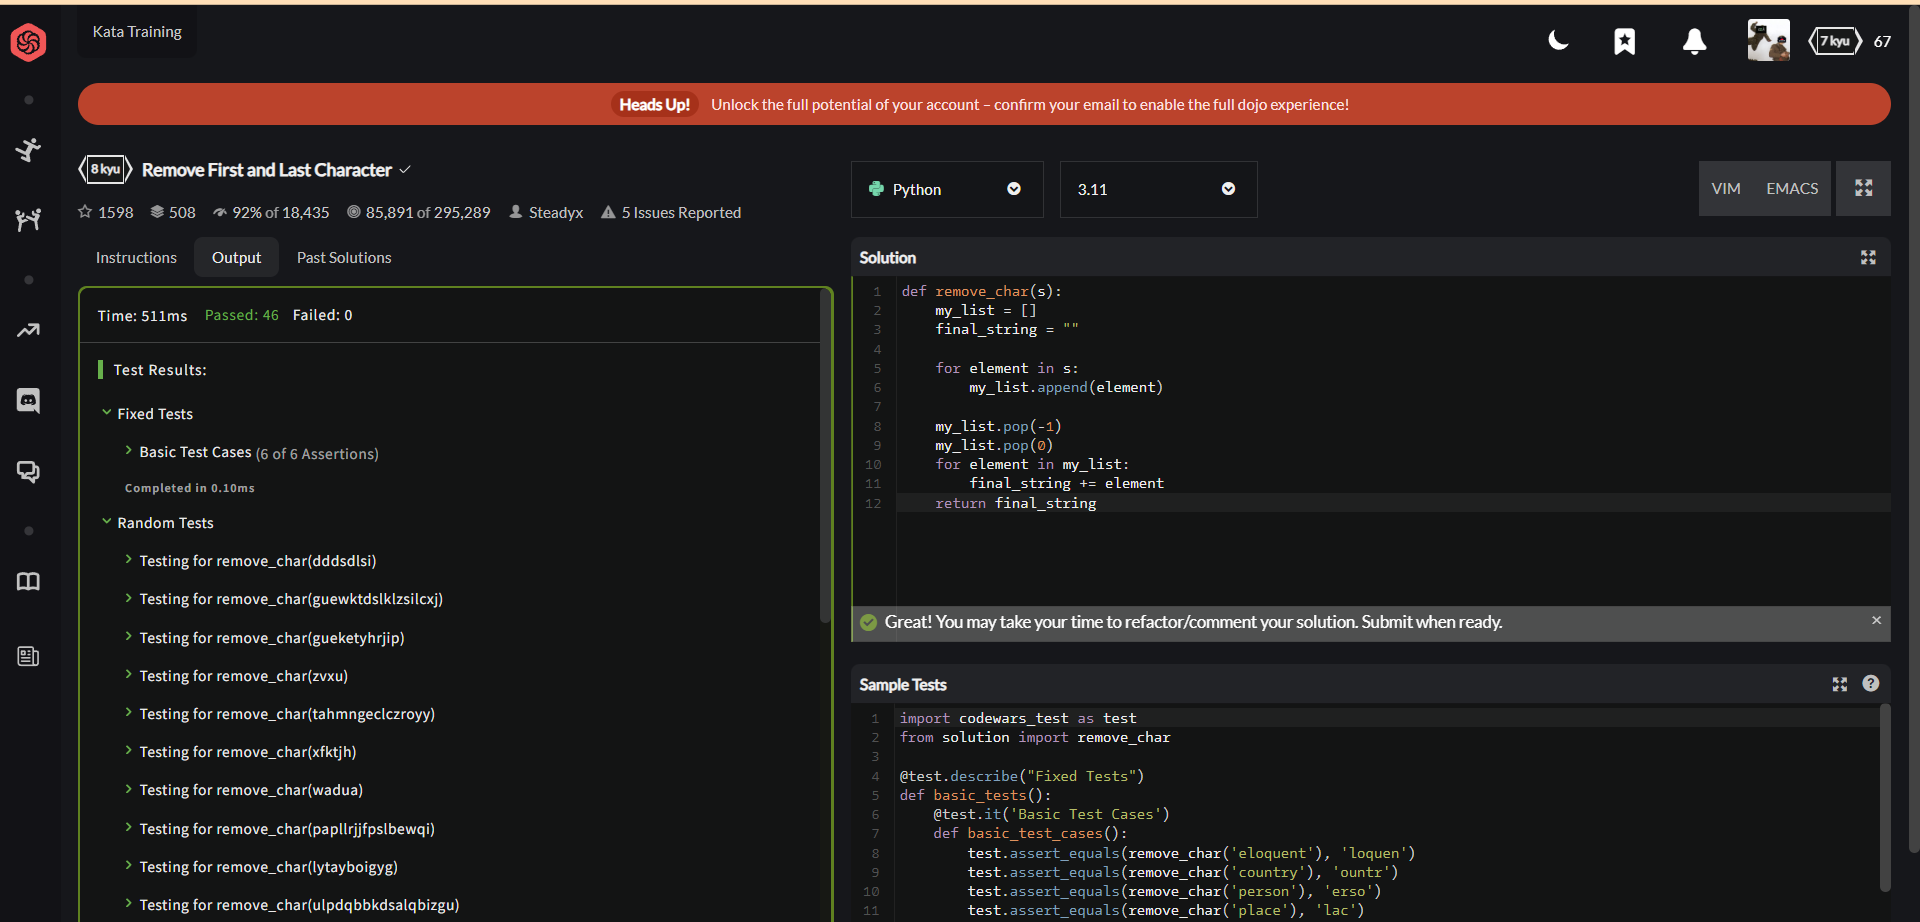 Kata Training
7 kyu 67
Heads Up! Unlock the full potential of your account – confirm your email to enable the full dojo experience!
8 kyu Remove First and Last Character
1598 508 92% of 18,435 85,891 of 295,289 Steadyx 5 Issues Reported
Instructions Output Past Solutions
Time: 511ms Passed: 46 Failed: 0
Test Results:
Fixed Tests
Basic Test Cases (6 of 6 Assertions)
Completed in 0.10ms
Random Tests
Testing for remove_char(dddsdlsi)
Testing for remove_char(guewktdslklzsilcxj)
Testing for remove_char(gueketyhrjip)
Testing for remove_char(zvxu)
Testing for remove_char(tahmngeclczroyy)
Testing for remove_char(xfktjh)
Testing for remove_char(wadua)
Testing for remove_char(papllrjjfpslbewqi)
Testing for remove_char(lytayboigyg)
Testing for remove_char(ulpdqbbkdsalqbizgu)
Python 3.11 VIM EMACS
Solution
1 def remove_char(s):
2 my_list = []
3 final_string = ""
4
5 for element in s:
6 my_list.append(element)
7
8 my_list.pop(-1)
9 my_list.pop(0)
10 for element in my_list:
11 final_string += element
12 return final_string
Great! You may take your time to refactor/comment your solution. Submit when ready.
Sample Tests
1 import codewars_test as test
2 from solution import remove_char
3
4 @test.describe("Fixed Tests")
5 def basic_tests():
6 @test.it('Basic Test Cases')
7 def basic_test_cases():
8 test.assert_equals(remove_char('eloquent'), 'loquen')
9 test.assert_equals(remove_char('country'), 'ountr')
10 test.assert_equals(remove_char('person'), 'erso')
11 test.assert_equals(remove_char('place'), 'lac')